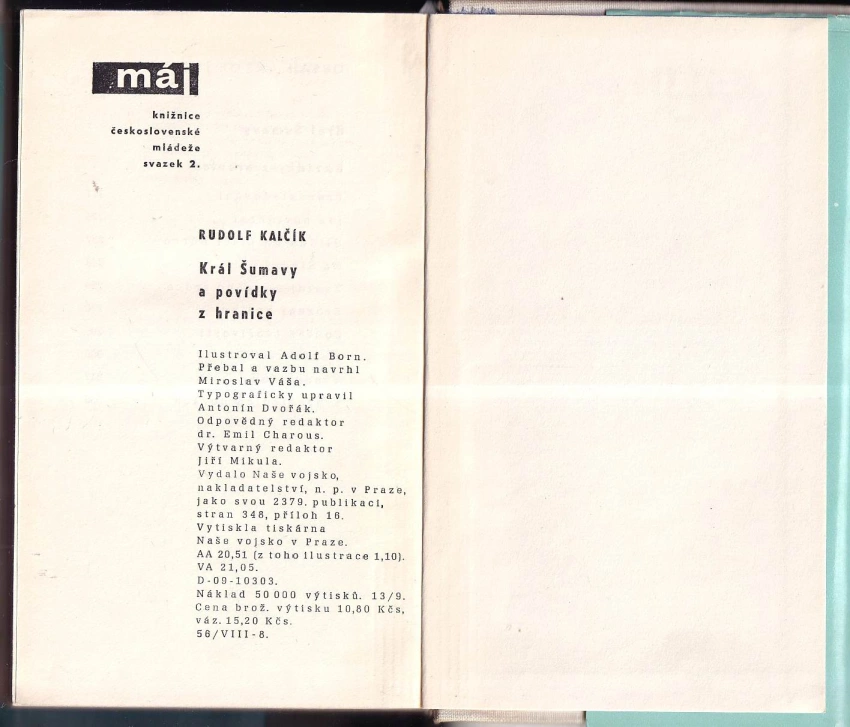 máj
knižnice
československé
mládeže
svazek 2.
RUDOLF KALČÍK
Král Šumavy
a povídky
z hranice
Ilustroval Adolf Born.
Přebal a vazbu navrhl
Miroslav Váša.
Typograficky upravil
Antonín Dvořák.
Odpovědný redaktor
dr. Emil Charous.
Výtvarný redaktor
Jiří Mikula.
Vydalo Naše vojsko,
nakladatelství, n. p. v Praze,
jako svou 2379. publikaci,
stran 348, příloh 16.
Vytiskla tiskárna
Naše vojsko v Praze.
AA 20,51 (z toho ilustrace 1,10).
VA 21,05.
D-09-10303.
Náklad 50 000 výtisků. 13/9.
Cena brož. výtisku 10,80 Kčs,
váz. 15,20 Kčs.
56/VIII-8.